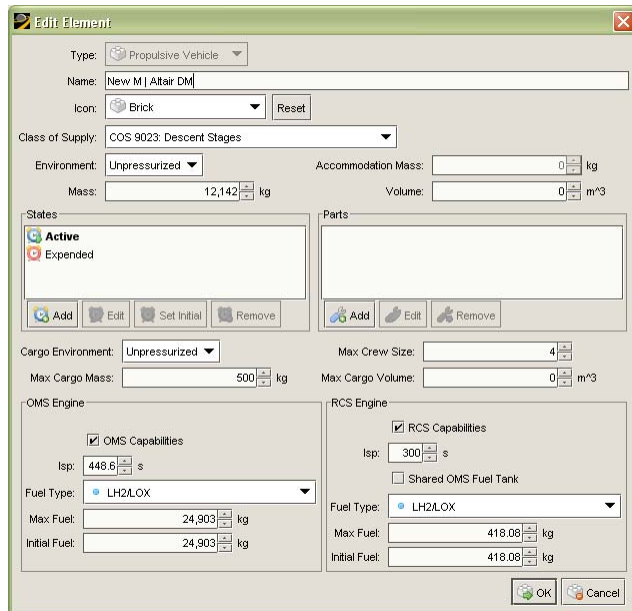 Edit Element
Type: Propulsive Vehicle
Name: New M | Altair DM
Icon: Brick Reset
Class of Supply: COS 9023: Descent Stages
Environment: Unpressurized Accommodation Mass: 0 kg
Mass: 12,142 kg Volume: 0 m^3
States Parts
Active
Expended
Add Edit Set Initial Remove Add Edit Remove
Cargo Environment: Unpressurized Max Crew Size: 4
Max Cargo Mass: 500 kg Max Cargo Volume: 0 m^3
OMS Engine RCS Engine
OMS Capabilities RCS Capabilities
Isp: 448.6 s Isp: 300 s
Shared OMS Fuel Tank
Fuel Type: LH2/LOX Fuel Type: LH2/LOX
Max Fuel: 24,903 kg Max Fuel: 418.08 kg
Initial Fuel: 24,903 kg Initial Fuel: 418.08 kg
OK Cancel